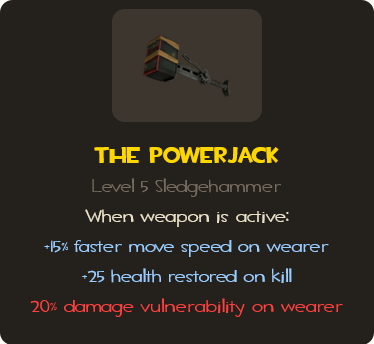 THE POWERJACK
Level 5 Sledgehammer
When weapon is active:
+15% faster move speed on wearer
+25 health restored on kill
20% damage vulnerability on wearer